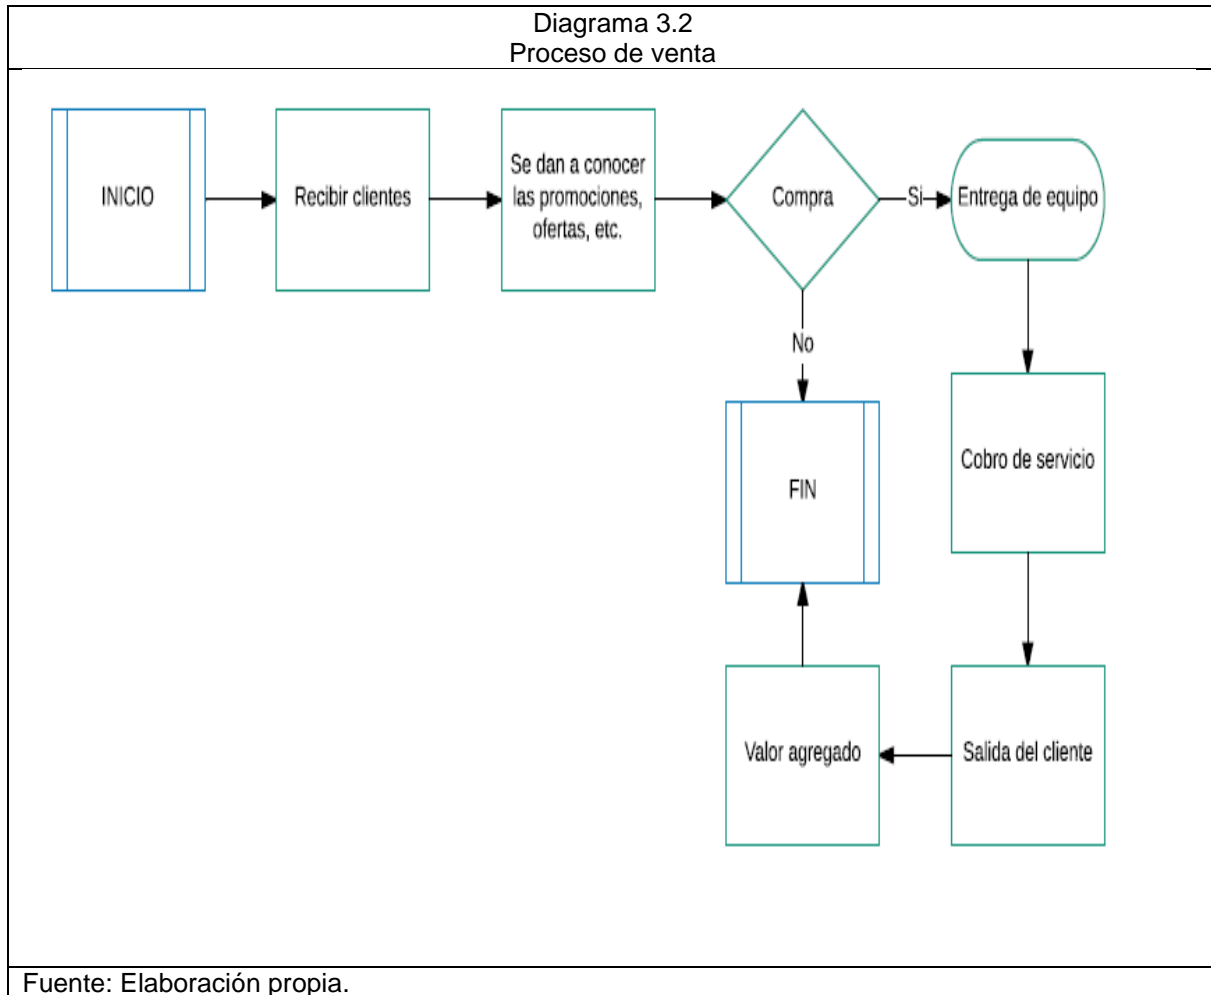 Diagrama 3.2
Proceso de venta
INICIO
Recibir clientes
Se dan a conocer
las promociones,
ofertas, etc.
Compra
Si
Entrega de equipo
No
FIN
Cobro de servicio
Valor agregado
Salida del cliente
Fuente: Elaboración propia.